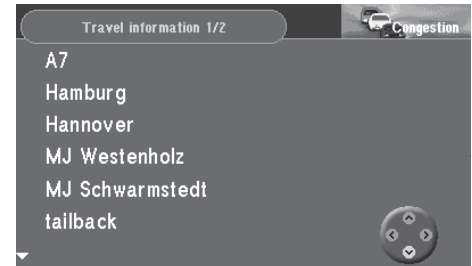 Travel information 1/2
Congestion
A7
Hamburg
Hannover
MJ Westenholz
MJ Schwarmstedt
tailback